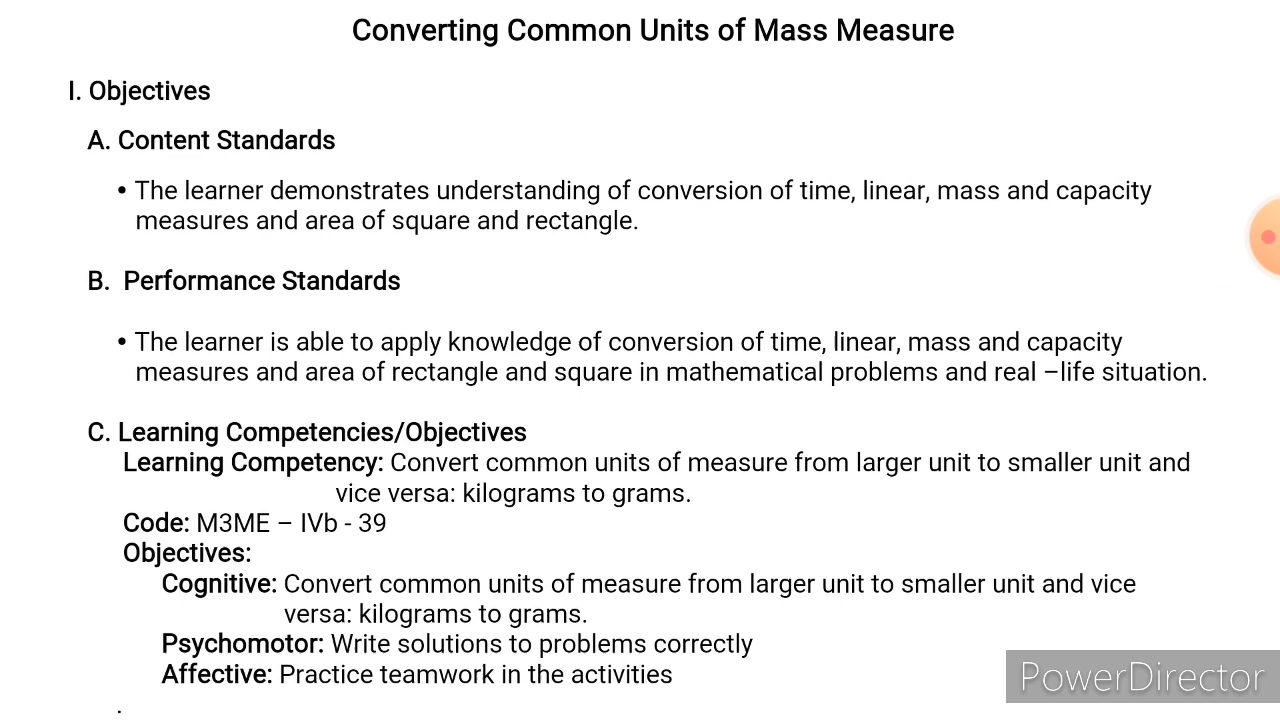 Converting Common Units of Mass Measure
I. Objectives
A. Content Standards
• The learner demonstrates understanding of conversion of time, linear, mass and capacity
measures and area of square and rectangle.
B. Performance Standards
• The learner is able to apply knowledge of conversion of time, linear, mass and capacity
measures and area of rectangle and square in mathematical problems and real –life situation.
C. Learning Competencies/Objectives
Learning Competency: Convert common units of measure from larger unit to smaller unit and
vice versa: kilograms to grams.
Code: M3ME – IVb - 39
Objectives:
Cognitive: Convert common units of measure from larger unit to smaller unit and vice
versa: kilograms to grams.
Psychomotor: Write solutions to problems correctly
Affective: Practice teamwork in the activities
.
PowerDirector